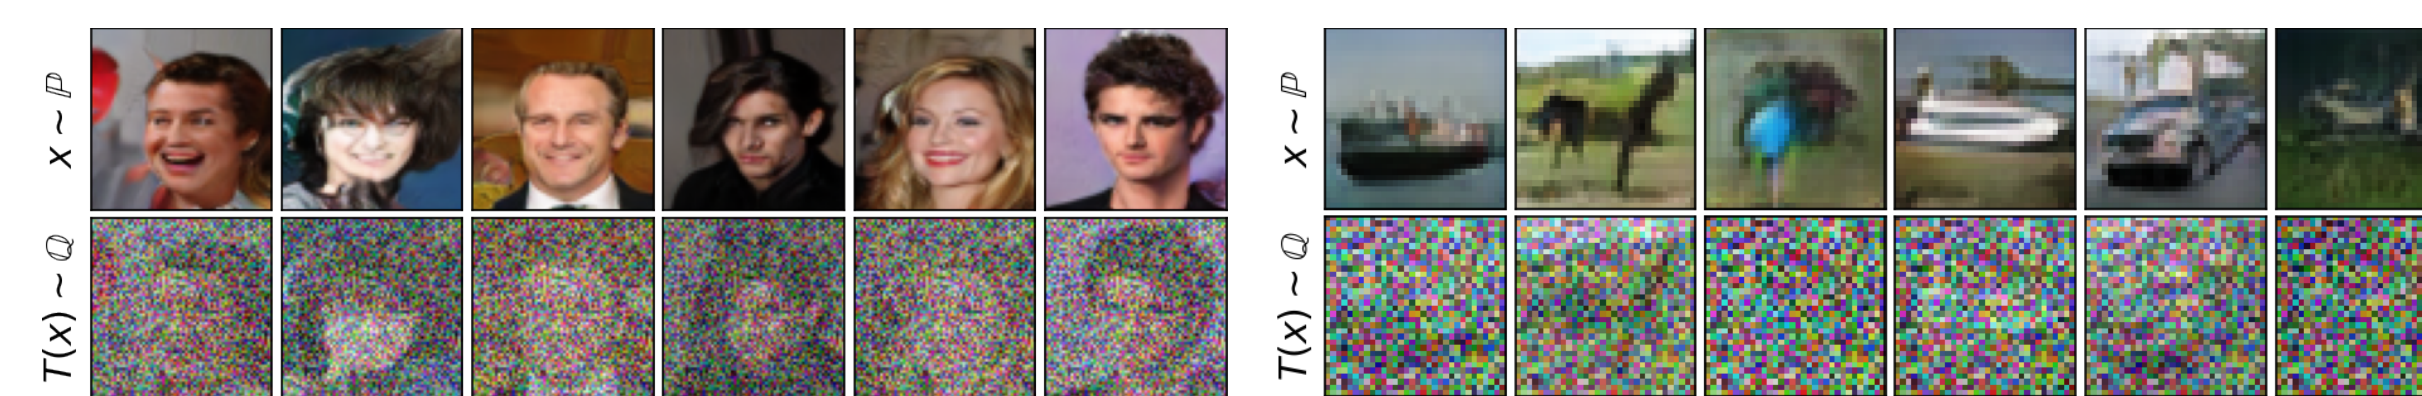 x ~ ℙ
T(x) ~ ℚ
x ~ ℙ
T(x) ~ ℚ